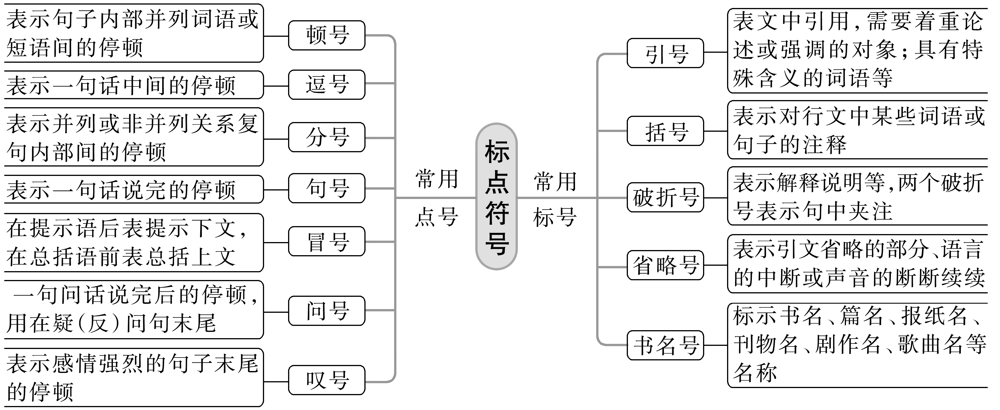 表示句子内部并列词语或
短语间的停顿
顿号
表示一句话中间的停顿
逗号
表示并列或非并列关系复
句内部间的停顿
分号
表示一句话说完的停顿
句号
在提示语后表提示下文，
在总括语前表总括上文
冒号
一句问话说完后的停顿，
用在疑（反）问句末尾
问号
表示感情强烈的句子末尾
的停顿
叹号
常用
点号
标点符号
常用
标号
引号
表文中引用，需要着重论
述或强调的对象；具有特
殊含义的词语等
括号
表示对行文中某些词语或
句子的注释
破折号
表示解释说明等，两个破折
号表示句中夹注
省略号
表示引文省略的部分、语言
的中断或声音的断断续续
书名号
标示书名、篇名、报纸名、
刊物名、剧作名、歌曲名等
名称